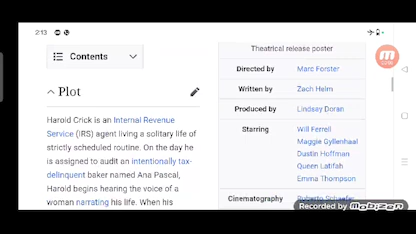 2:13
Contents
Plot
Harold Crick is an Internal Revenue
Service (IRS) agent living a solitary life of
strictly scheduled routine. On the day he
is assigned to audit an intentionally tax-
delinquent baker named Ana Pascal,
Harold begins hearing the voice of a
woman narrating his life. When his
Theatrical release poster
Directed by Marc Forster
Written by Zach Helm
Produced by Lindsay Doran
Starring Will Ferrell
Maggie Gyllenhaal
Dustin Hoffman
Queen Latifah
Emma Thompson
Cinematography Roberto Schaefer
Recorded by Mobizen